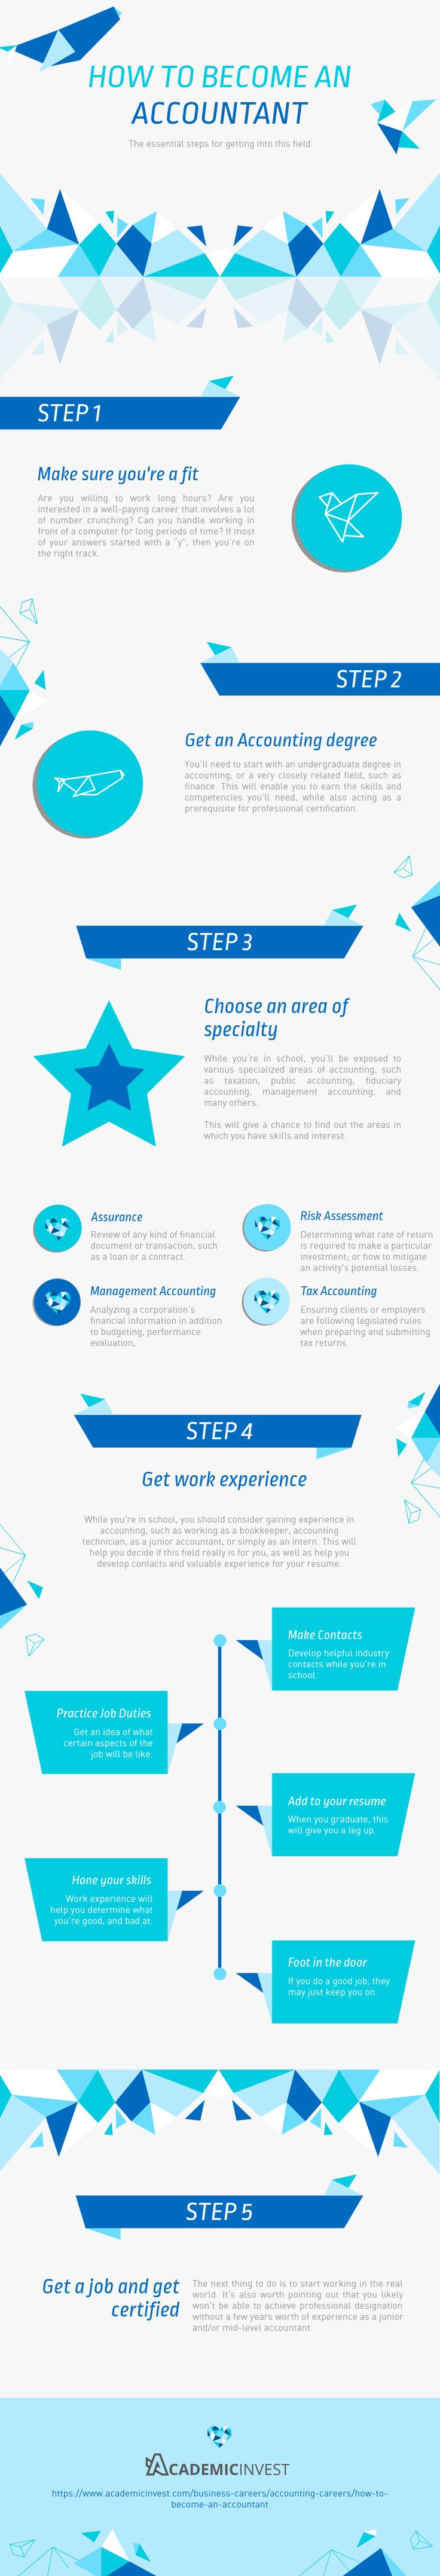 HOW TO BECOME AN
ACCOUNTANT
The essential steps for getting into this field
STEP 1
Make sure you're a fit
Are you willing to work long hours? Are you
interested in a well-paying career that involves a lot
of number crunching? Can you handle working in
front of a computer for long periods of time? If most
of your answers started with a "y", then you're on
the right track.
STEP 2
Get an Accounting degree
You'll need to start with an undergraduate degree in
accounting, or a very closely related field, such as
finance. This will enable you to earn the skills and
competencies you'll need, while also acting as a
prerequisite for professional certification.
STEP 3
Choose an area of
specialty
While you're in school, you'll be exposed to
various specialized areas of accounting, such
as taxation, public accounting, fiduciary
accounting, management accounting, and
many others.
This will give a chance to find out the areas in
which you have skills and interest.
Assurance
Review of any kind of financial
document or transaction, such
as a loan or a contract.
Risk Assessment
Determining what rate of return
is required to make a particular
investment; or how to mitigate
an activity's potential losses.
Management Accounting
Analyzing a corporation's
financial information in addition
to budgeting, performance
evaluation,
Tax Accounting
Ensuring clients or employers
are following legislated rules
when preparing and submitting
tax returns.
STEP 4
Get work experience
While you're in school, you should consider gaining experience in
accounting, such as working as a bookkeeper, accounting
technician, as a junior accountant, or simply as an intern. This will
help you decide if this field really is for you, as well as help you
develop contacts and valuable experience for your resume.
Make Contacts
Develop helpful industry
contacts while you're in
school.
Practice Job Duties
Get an idea of what
certain aspects of the
job will be like.
Add to your resume
When you graduate, this
will give you a leg up.
Hone your skills
Work experience will
help you determine what
you're good, and bad at.
Foot in the door
If you do a good job, they
may just keep you on.
STEP 5
Get a job and get
certified
The next thing to do is to start working in the real
world. It's also worth pointing out that you likely
won't be able to achieve professional designation
without a few years worth of experience as a junior
and/or mid-level accountant.
ACADEMICINVEST
https://www.academicinvest.com/business-careers/accounting-careers/how-to-
become-an-accountant